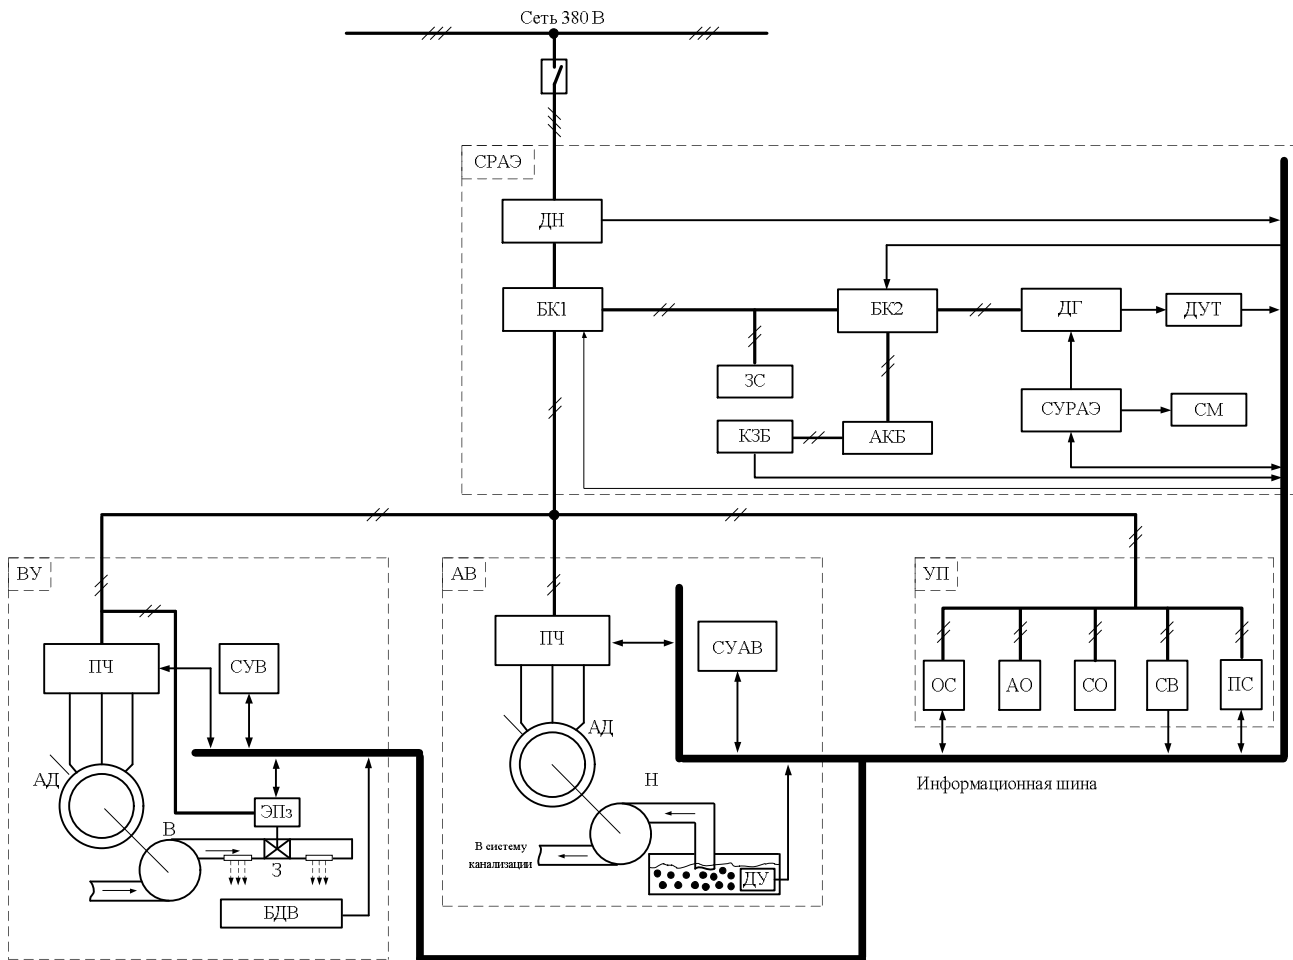 Сеть 380 В
СРАЭ
ДН
БК1
БК2
ДГ
ДУТ
ЗС
СУРАЭ
СМ
КЗБ
АКБ
ВУ
АВ
УП
ПЧ
СУВ
ПЧ
СУАВ
ОС
АО
СО
СВ
ПС
АД
АД
Н
Информационная шина
ЭПз
В
З
В систему
канализации
ДУ
БДВ